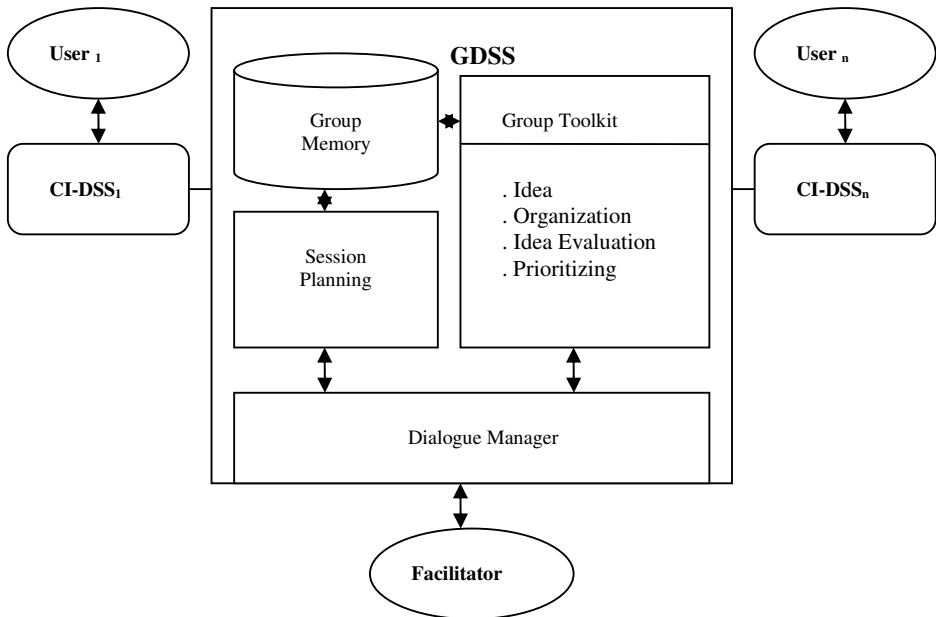 User 1
GDSS
User n
Group
Memory
Group Toolkit
CI-DSS1
CI-DSSn
. Idea
. Organization
. Idea Evaluation
. Prioritizing
Session
Planning
Dialogue Manager
Facilitator